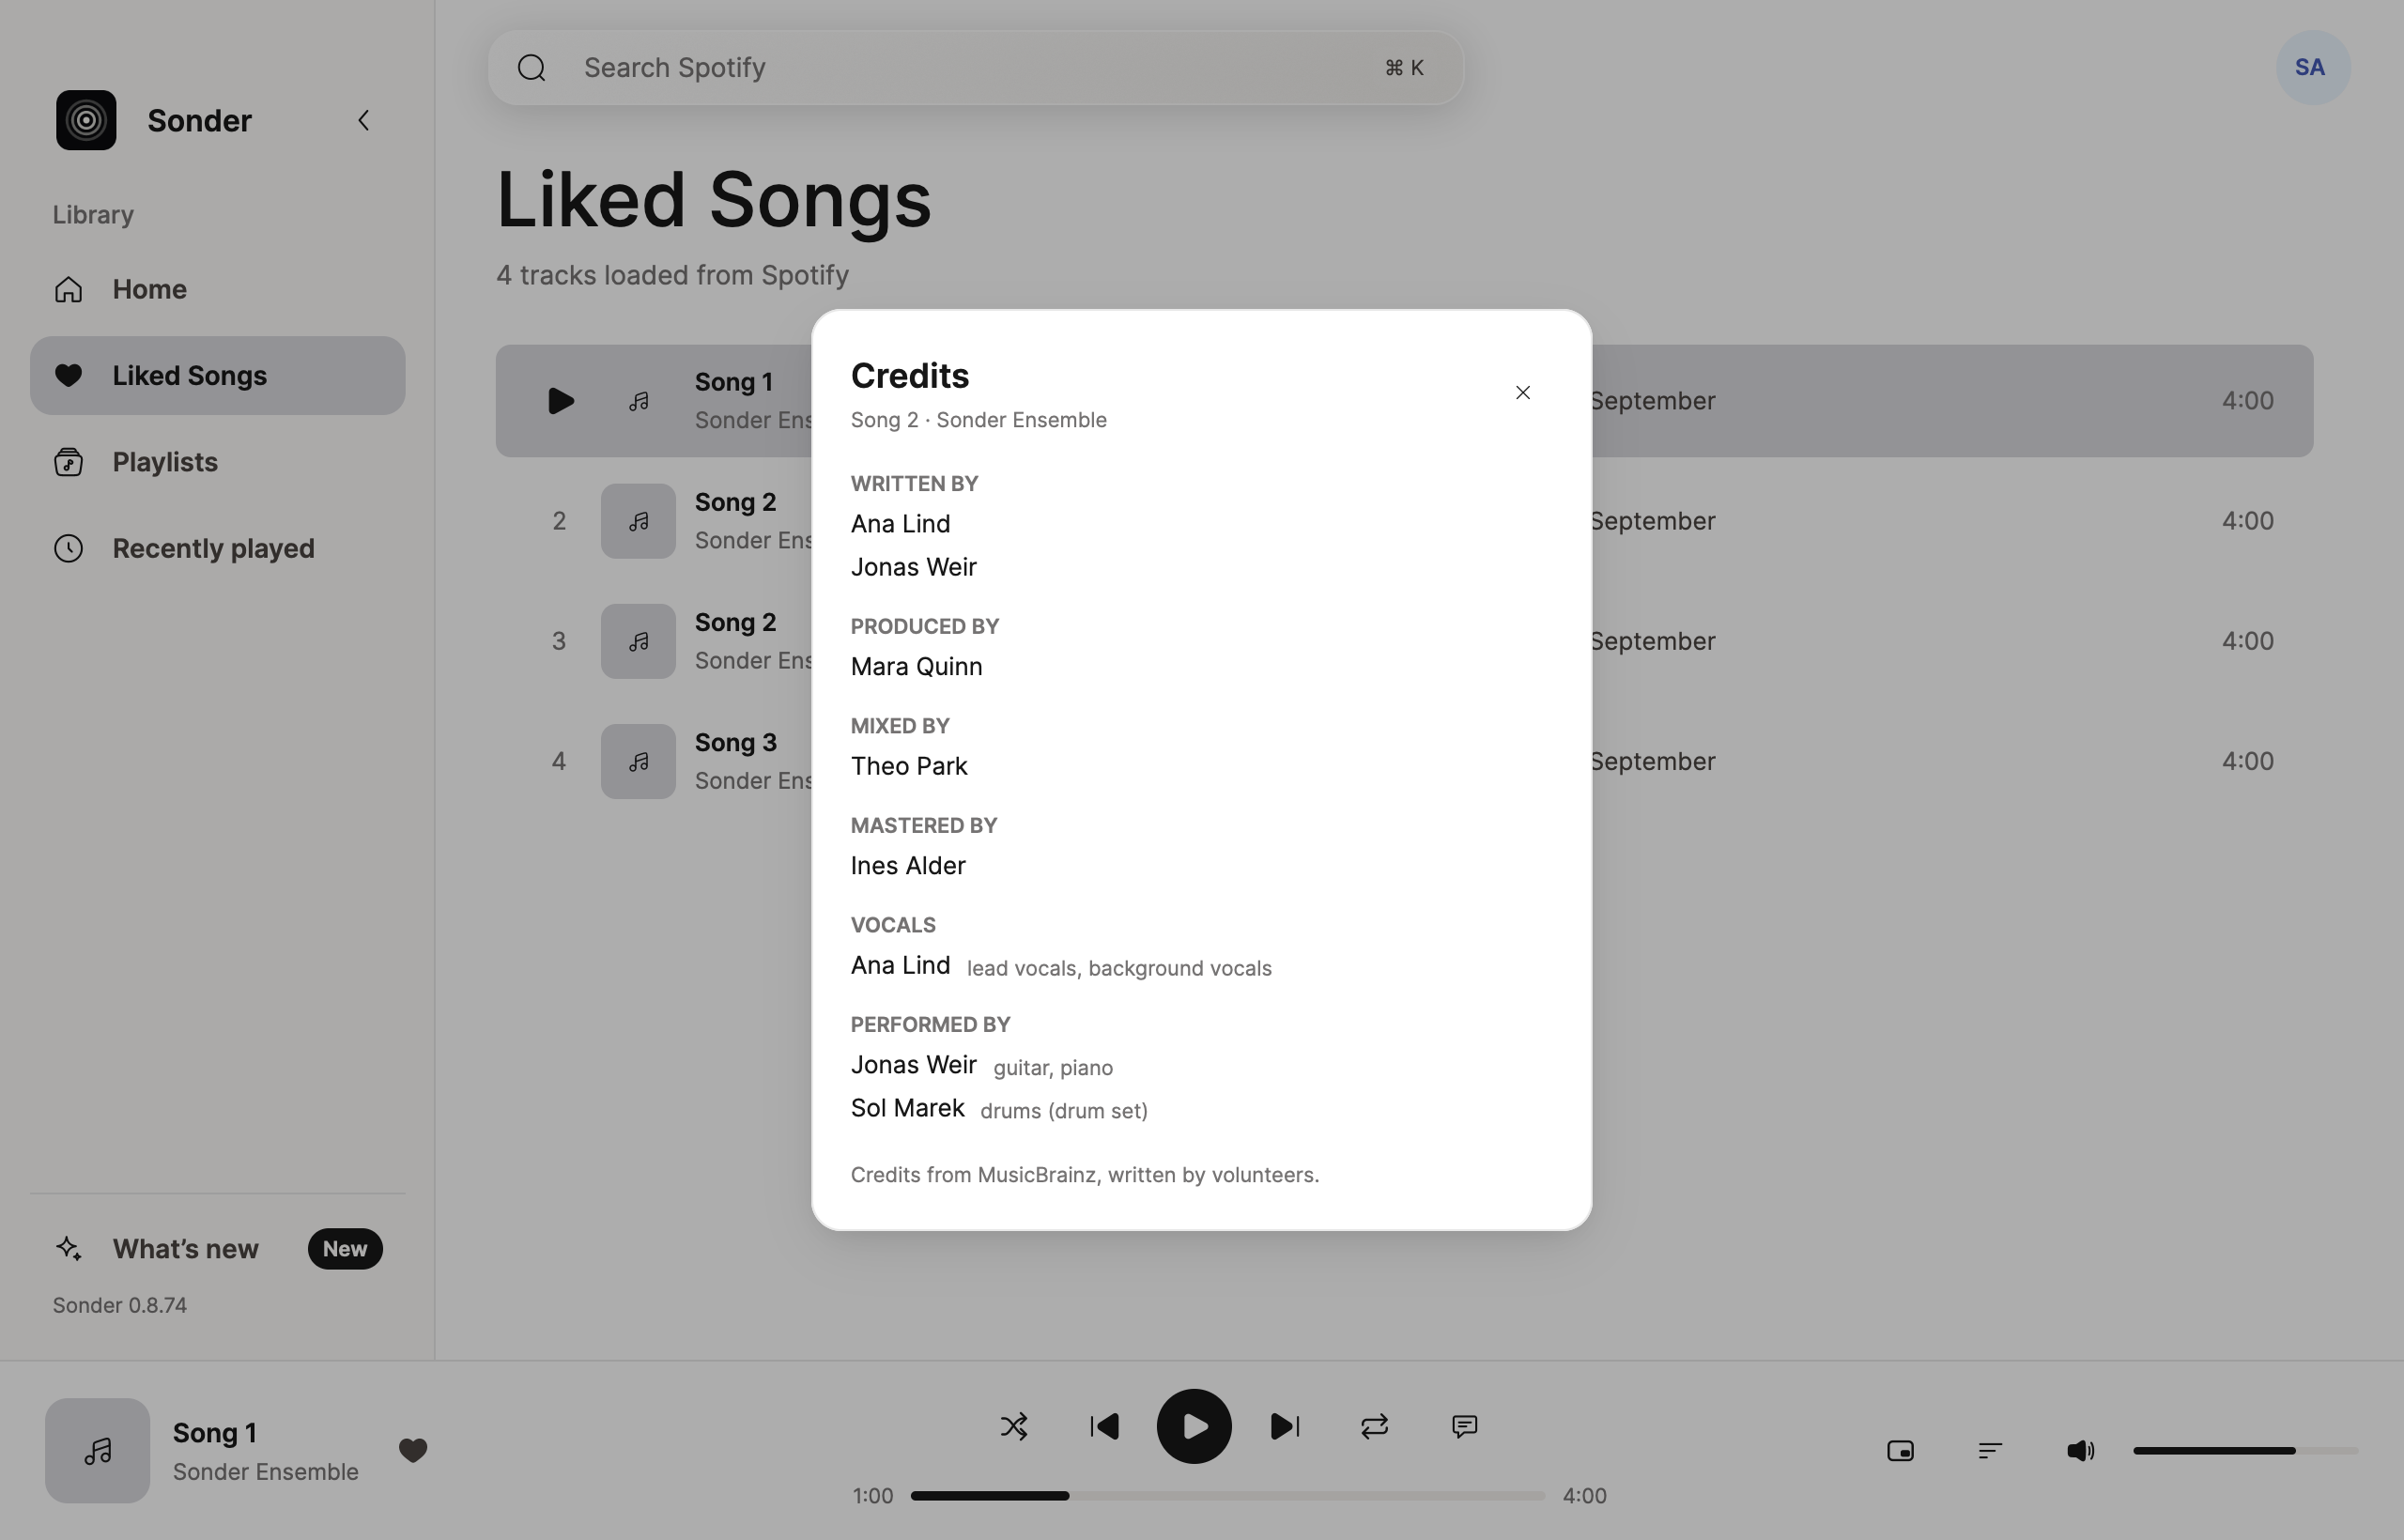 Search Spotify ⌘ K
SA
Sonder
Library
Home
Liked Songs
Playlists
Recently played
What’s new New
Sonder 0.8.74
Liked Songs
4 tracks loaded from Spotify
Song 1
Sonder Ens
September 4:00
2 Song 2
Sonder Ens
September 4:00
3 Song 2
Sonder Ens
September 4:00
4 Song 3
Sonder Ens
September 4:00
Credits
Song 2 · Sonder Ensemble
WRITTEN BY
Ana Lind
Jonas Weir
PRODUCED BY
Mara Quinn
MIXED BY
Theo Park
MASTERED BY
Ines Alder
VOCALS
Ana Lind lead vocals, background vocals
PERFORMED BY
Jonas Weir guitar, piano
Sol Marek drums (drum set)
Credits from MusicBrainz, written by volunteers.
Song 1
Sonder Ensemble
1:00 4:00